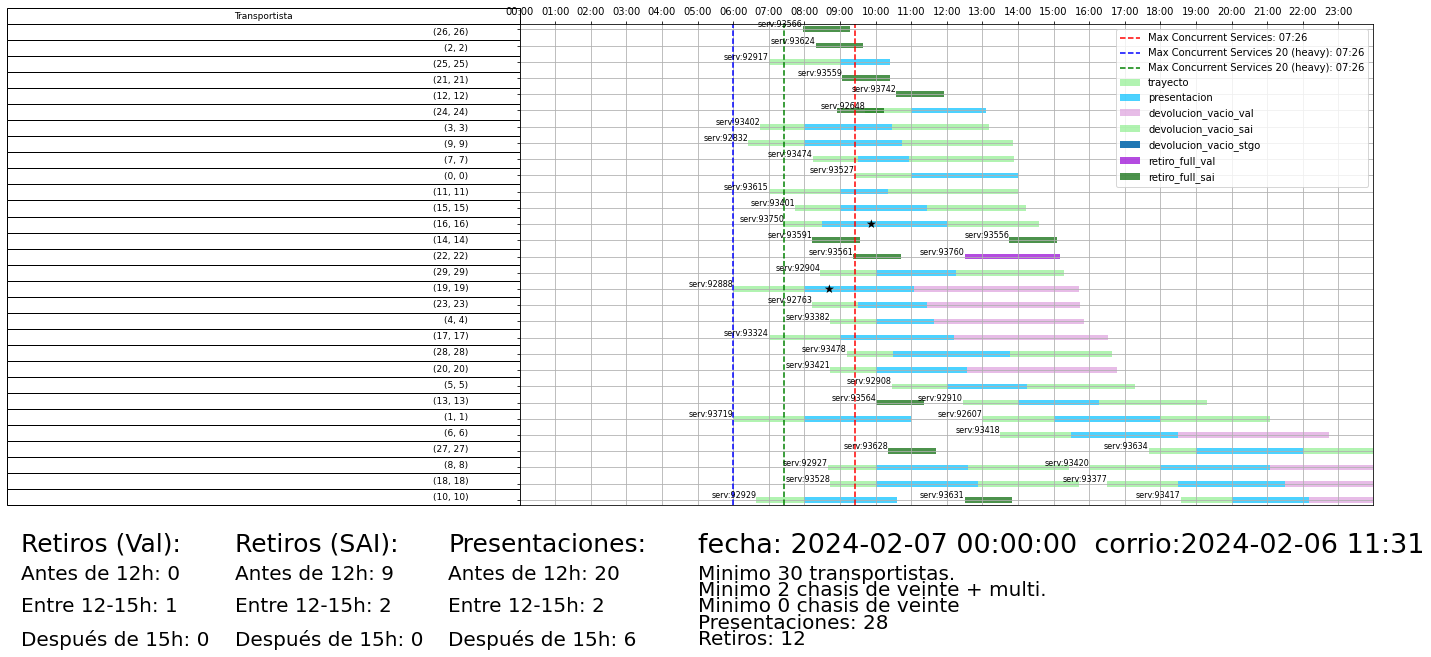 Transportista
00:00 01:00 02:00 03:00 04:00 05:00 06:00 07:00 08:00 09:00 10:00 11:00 12:00 13:00 14:00 15:00 16:00 17:00 18:00 19:00 20:00 21:00 22:00 23:00
(26, 26) serv:93566
(2, 2) serv:93624
(25, 25) serv:92917
(21, 21) serv:93559
(12, 12) serv:93742
(24, 24) serv:92648
(3, 3) serv:93402
(9, 9) serv:92832
(7, 7) serv:93474
(0, 0) serv:93527
(11, 11) serv:93615
(15, 15) serv:93401
(16, 16) serv:93750
(14, 14) serv:93591 serv:93556
(22, 22) serv:93561 serv:93760
(29, 29) serv:92904
(19, 19) serv:92888
(23, 23) serv:92763
(4, 4) serv:93382
(17, 17) serv:93324
(28, 28) serv:93478
(20, 20) serv:93421
(5, 5) serv:92908
(13, 13) serv:93564 serv:92910
(1, 1) serv:93719 serv:92607
(6, 6) serv:93418
(27, 27) serv:93628 serv:93634
(8, 8) serv:92927 serv:93420
(18, 18) serv:93528 serv:93377
(10, 10) serv:92929 serv:93631 serv:93417
Max Concurrent Services: 07:26
Max Concurrent Services 20 (heavy): 07:26
Max Concurrent Services 20 (heavy): 07:26
trayecto
presentacion
devolucion_vacio_val
devolucion_vacio_sai
devolucion_vacio_stgo
retiro_full_val
retiro_full_sai
Retiros (Val):
Antes de 12h: 0
Entre 12-15h: 1
Después de 15h: 0
Retiros (SAI):
Antes de 12h: 9
Entre 12-15h: 2
Después de 15h: 0
Presentaciones:
Antes de 12h: 20
Entre 12-15h: 2
Después de 15h: 6
fecha: 2024-02-07 00:00:00 corrio:2024-02-06 11:31
Minimo 30 transportistas.
Minimo 2 chasis de veinte + multi.
Minimo 0 chasis de veinte
Presentaciones: 28
Retiros: 12